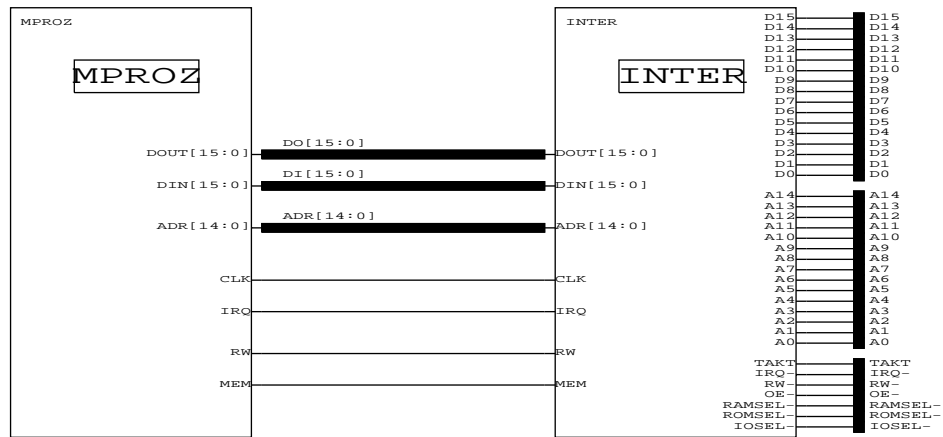 MPROZ
MPROZ
DOUT[15:0]
DIN[15:0]
ADR[14:0]
CLK
IRQ
RW
MEM
DO[15:0]
DI[15:0]
ADR[14:0]
INTER
INTER
DOUT[15:0]
DIN[15:0]
ADR[14:0]
CLK
IRQ
RW
MEM
D15 D15
D14 D14
D13 D13
D12 D12
D11 D11
D10 D10
D9 D9
D8 D8
D7 D7
D6 D6
D5 D5
D4 D4
D3 D3
D2 D2
D1 D1
D0 D0
A14 A14
A13 A13
A12 A12
A11 A11
A10 A10
A9 A9
A8 A8
A7 A7
A6 A6
A5 A5
A4 A4
A3 A3
A2 A2
A1 A1
A0 A0
TAKT TAKT
IRQ- IRQ-
RW- RW-
OE- OE-
RAMSEL- RAMSEL-
ROMSEL- ROMSEL-
IOSEL- IOSEL-